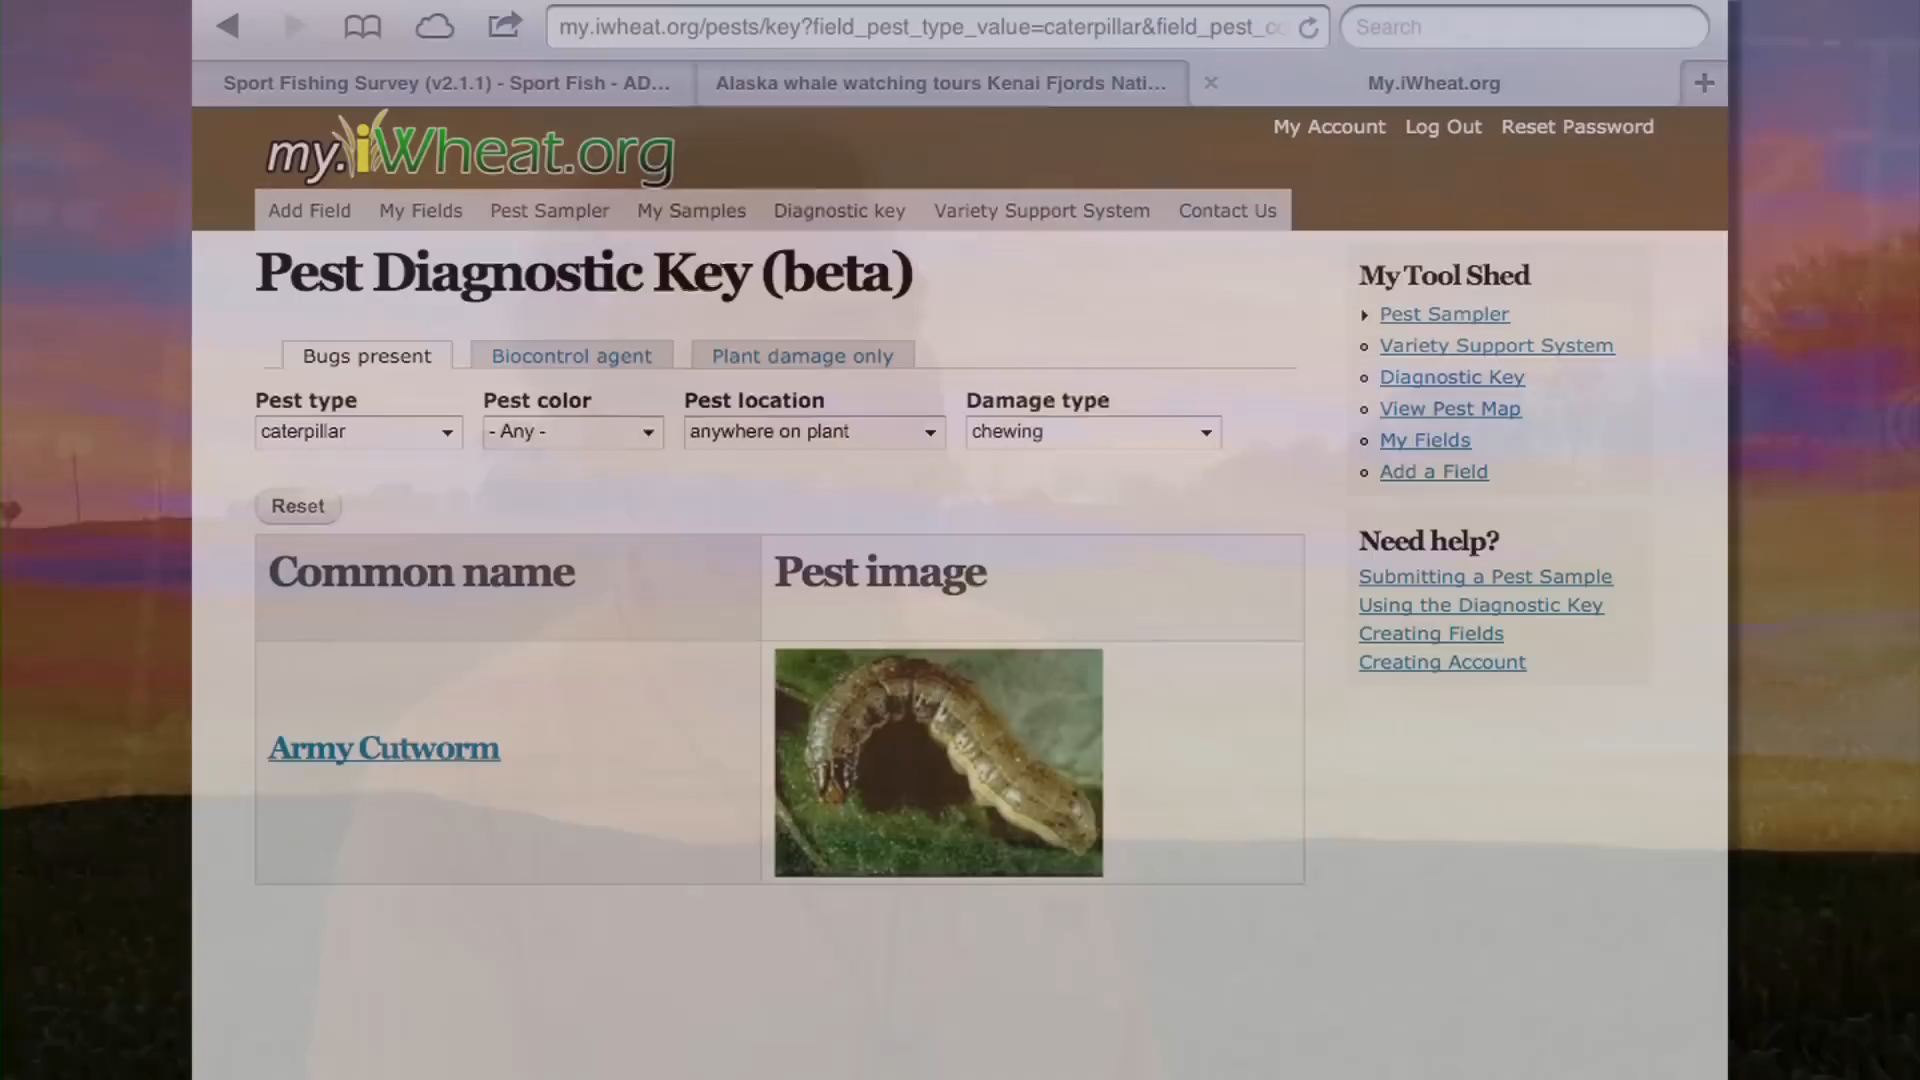 my.iwheat.org/pests/key?field_pest_type_value=caterpillar&field_pest_co
Search
Sport Fishing Survey (v2.1.1) - Sport Fish - AD...
Alaska whale watching tours Kenai Fjords Nati...
My.iWheat.org
my.iWheat.org
My Account Log Out Reset Password
Add Field My Fields Pest Sampler My Samples Diagnostic key Variety Support System Contact Us
Pest Diagnostic Key (beta)
Bugs present Biocontrol agent Plant damage only
Pest type Pest color Pest location Damage type
caterpillar - Any - anywhere on plant chewing
Reset
Common name Pest image
Army Cutworm
My Tool Shed
Pest Sampler
Variety Support System
Diagnostic Key
View Pest Map
My Fields
Add a Field
Need help?
Submitting a Pest Sample
Using the Diagnostic Key
Creating Fields
Creating Account